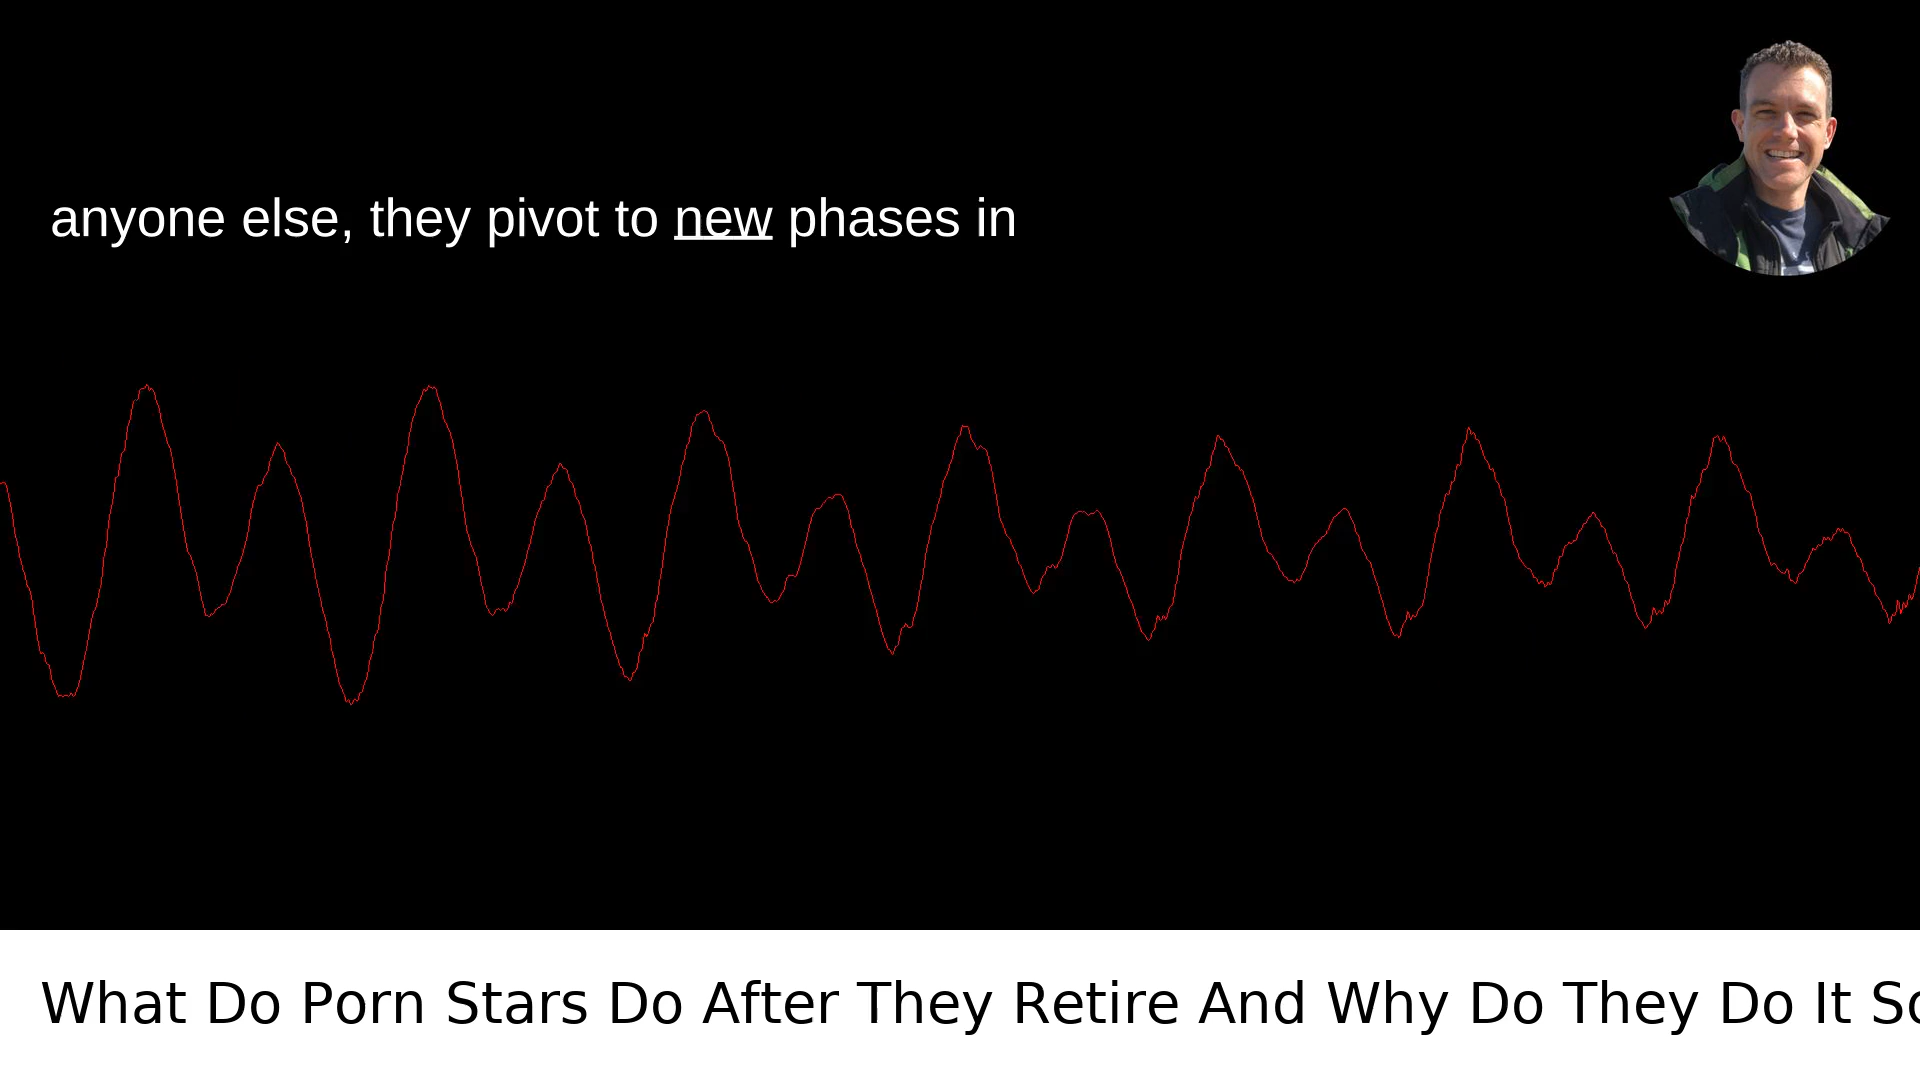 anyone else, they pivot to new phases in
What Do Porn Stars Do After They Retire And Why Do They Do It So